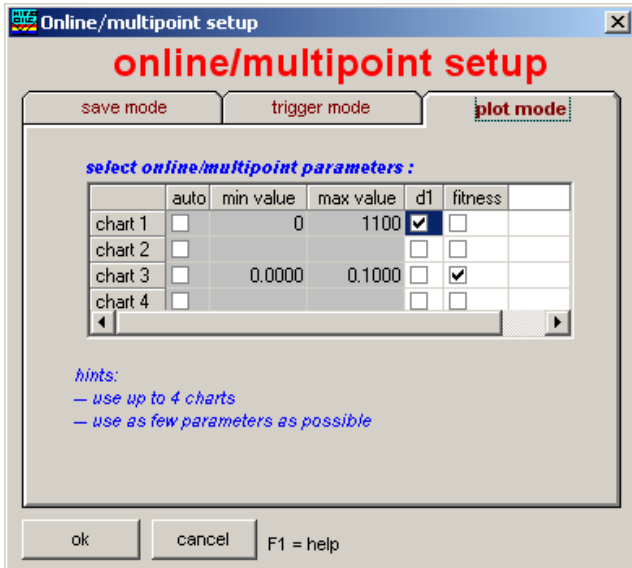 Online/multipoint setup
online/multipoint setup
save mode trigger mode plot mode
select online/multipoint parameters :
auto min value max value d1 fitness
chart 1 0 1100
chart 2
chart 3 0.0000 0.1000
chart 4
hints:
— use up to 4 charts
— use as few parameters as possible
ok cancel F1 = help